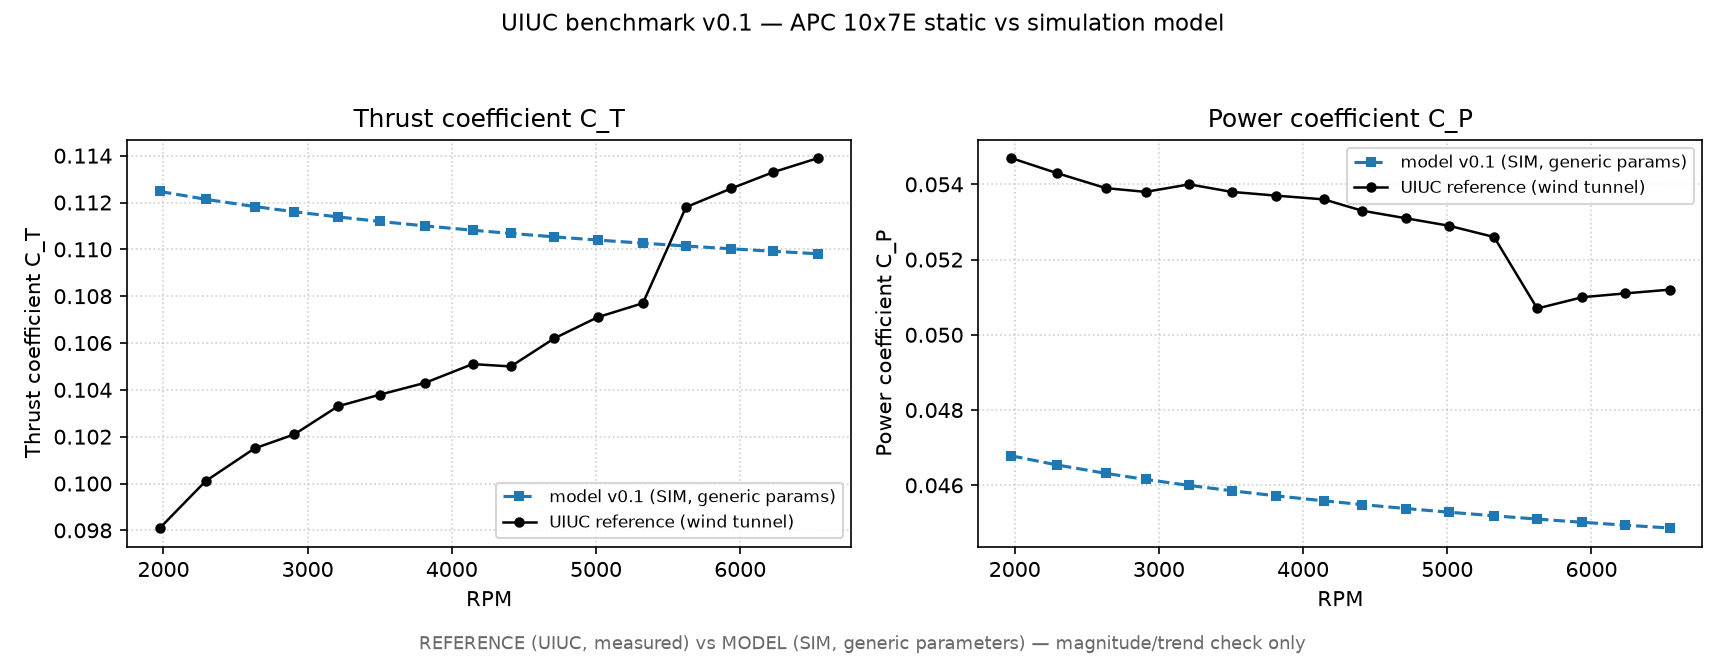 UIUC benchmark v0.1 — APC 10x7E static vs simulation model
Thrust coefficient C_T
Thrust coefficient C_T
0.114
0.112
0.110
0.108
0.106
0.104
0.102
0.100
0.098
model v0.1 (SIM, generic params)
UIUC reference (wind tunnel)
2000 3000 4000 5000 6000
RPM
Power coefficient C_P
Power coefficient C_P
0.054
0.052
0.050
0.048
0.046
model v0.1 (SIM, generic params)
UIUC reference (wind tunnel)
2000 3000 4000 5000 6000
RPM
REFERENCE (UIUC, measured) vs MODEL (SIM, generic parameters) — magnitude/trend check only